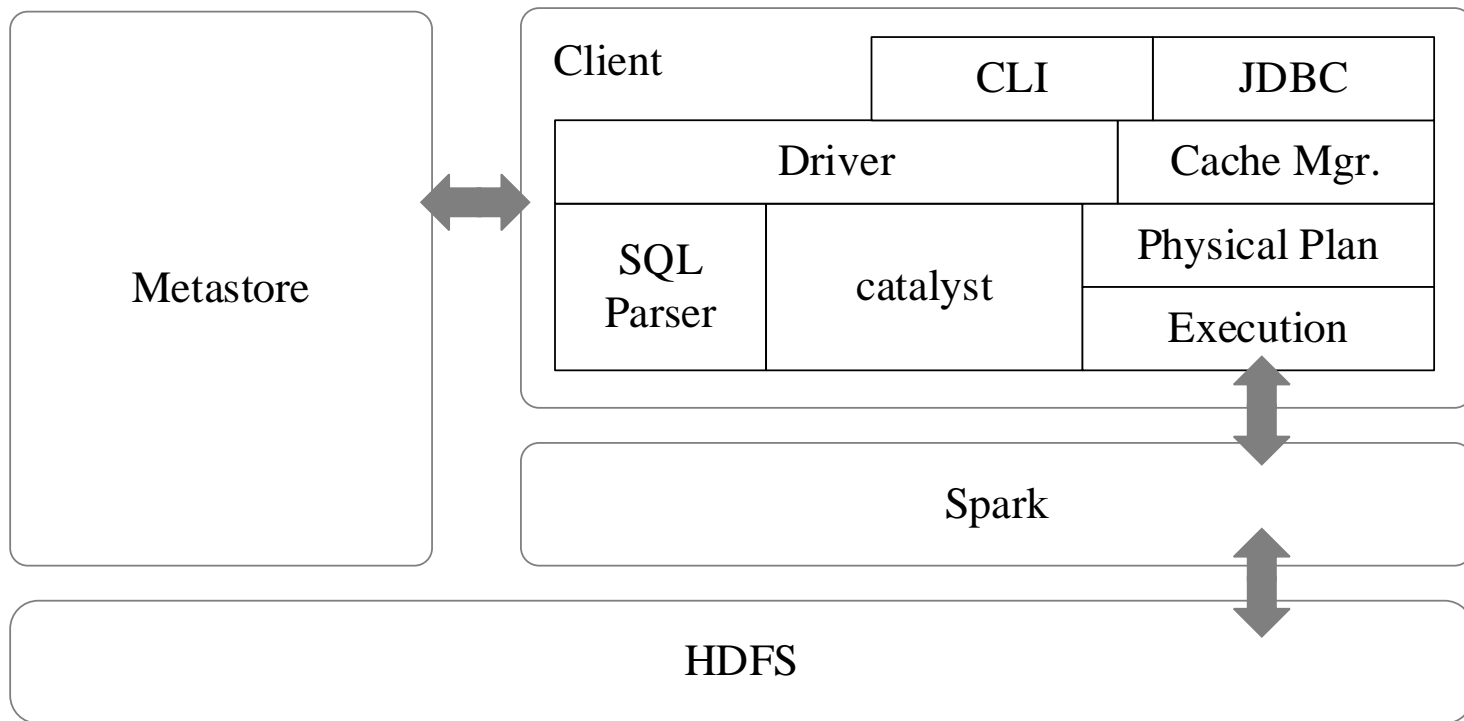 Client
CLI
JDBC
Driver
Cache Mgr.
Metastore
SQL
Parser
catalyst
Physical Plan
Execution
Spark
HDFS